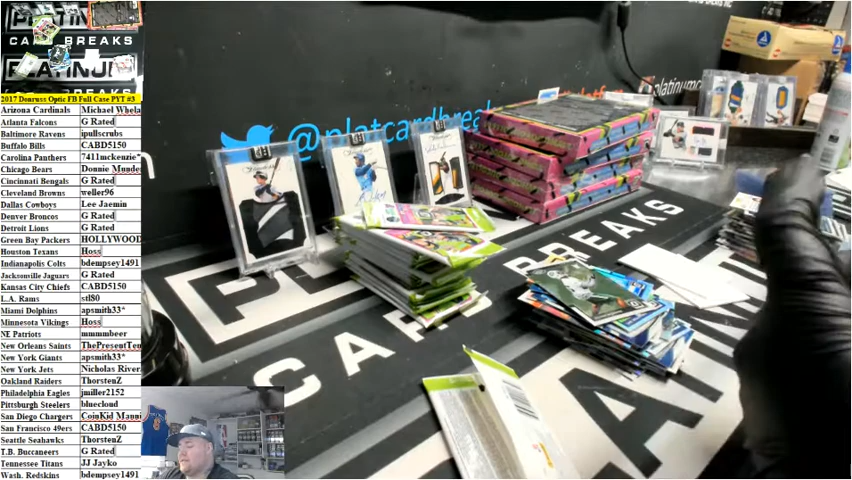 CARD BREAKS
PLATINUM
2017 Donruss Optic FB Full Case PYT #3
Arizona Cardinals Michael Whela
Atlanta Falcons G Rated
Baltimore Ravens ipullscrubs
Buffalo Bills CABD5150
Carolina Panthers 7411mckenzie*
Chicago Bears Donnie Mundes
Cincinnati Bengals G Rated
Cleveland Browns weller96
Dallas Cowboys Lee Jaemin
Denver Broncos G Rated
Detroit Lions G Rated
Green Bay Packers HOLLYWOOD
Houston Texans Hoss
Indianapolis Colts bdempsey1491
Jacksonville Jaguars G Rated
Kansas City Chiefs CABD5150
L.A. Rams stl80
Miami Dolphins apsmith33*
Minnesota Vikings Hoss
NE Patriots mmmmbeer
New Orleans Saints ThePresentTen
New York Giants apsmith33*
New York Jets Nicholas River
Oakland Raiders ThorstenZ
Philadelphia Eagles jmiller2152
Pittsburgh Steelers bluecloud
San Diego Chargers CoinKid Manni
San Francisco 49ers CABD5150
Seattle Seahawks ThorstenZ
T.B. Buccaneers G Rated
Tennessee Titans JJ Jayko
Wash. Redskins bdempsey1491
@platcardbrea
platinumc
CARD BREAKS